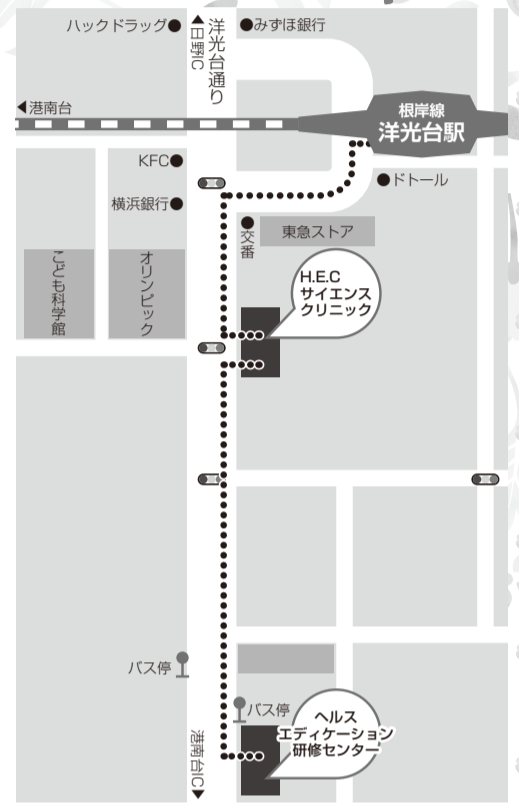 ハックドラッグ●
◀日野IC
洋光台通り
●みずほ銀行
◀港南台
根岸線
洋光台駅
KFC●
●ドトール
横浜銀行●
●交番
東急ストア
こども科学館
オリンピック
H.E.C
サイエンス
クリニック
バス停
バス停
ヘルス
エディケーション
研修センター
港南台IC▶